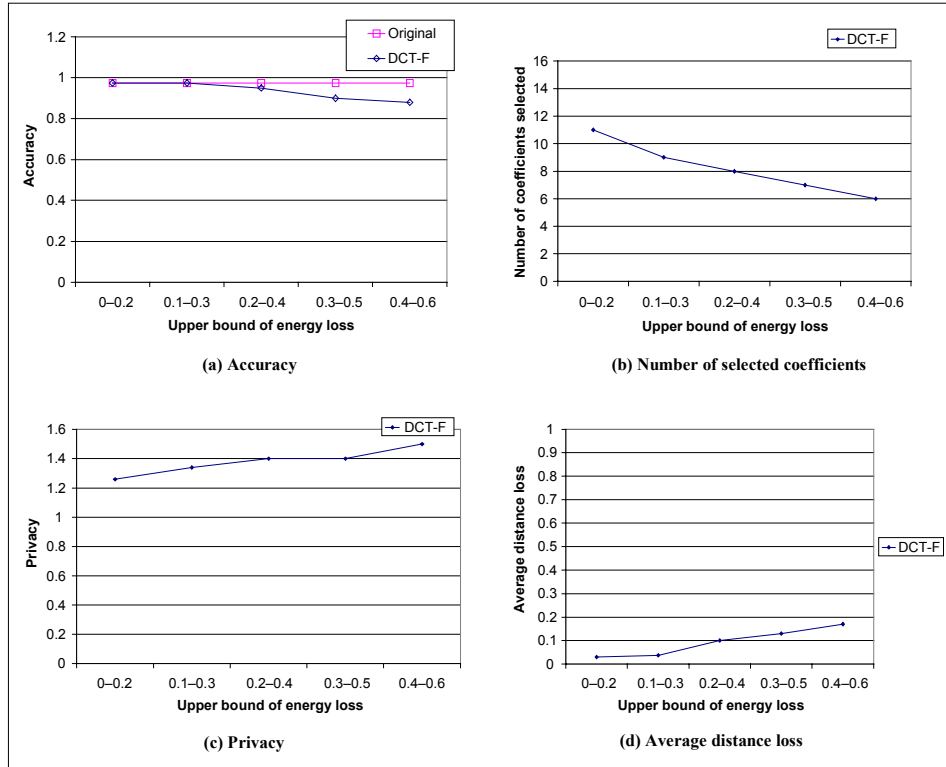 Original
DCT-F
1.2
1
0.8
0.6
0.4
0.2
0
Accuracy
0–0.2 0.1–0.3 0.2–0.4 0.3–0.5 0.4–0.6
Upper bound of energy loss
(a) Accuracy
DCT-F
16
14
12
10
8
6
4
2
0
Number of coefficients selected
0–0.2 0.1–0.3 0.2–0.4 0.3–0.5 0.4–0.6
Upper bound of energy loss
(b) Number of selected coefficients
DCT-F
1.6
1.4
1.2
1
0.8
0.6
0.4
0.2
0
Privacy
0–0.2 0.1–0.3 0.2–0.4 0.3–0.5 0.4–0.6
Upper bound of energy loss
(c) Privacy
1
0.9
0.8
0.7
0.6
0.5
0.4
0.3
0.2
0.1
0
Average distance loss
DCT-F
0–0.2 0.1–0.3 0.2–0.4 0.3–0.5 0.4–0.6
Upper bound of energy loss
(d) Average distance loss